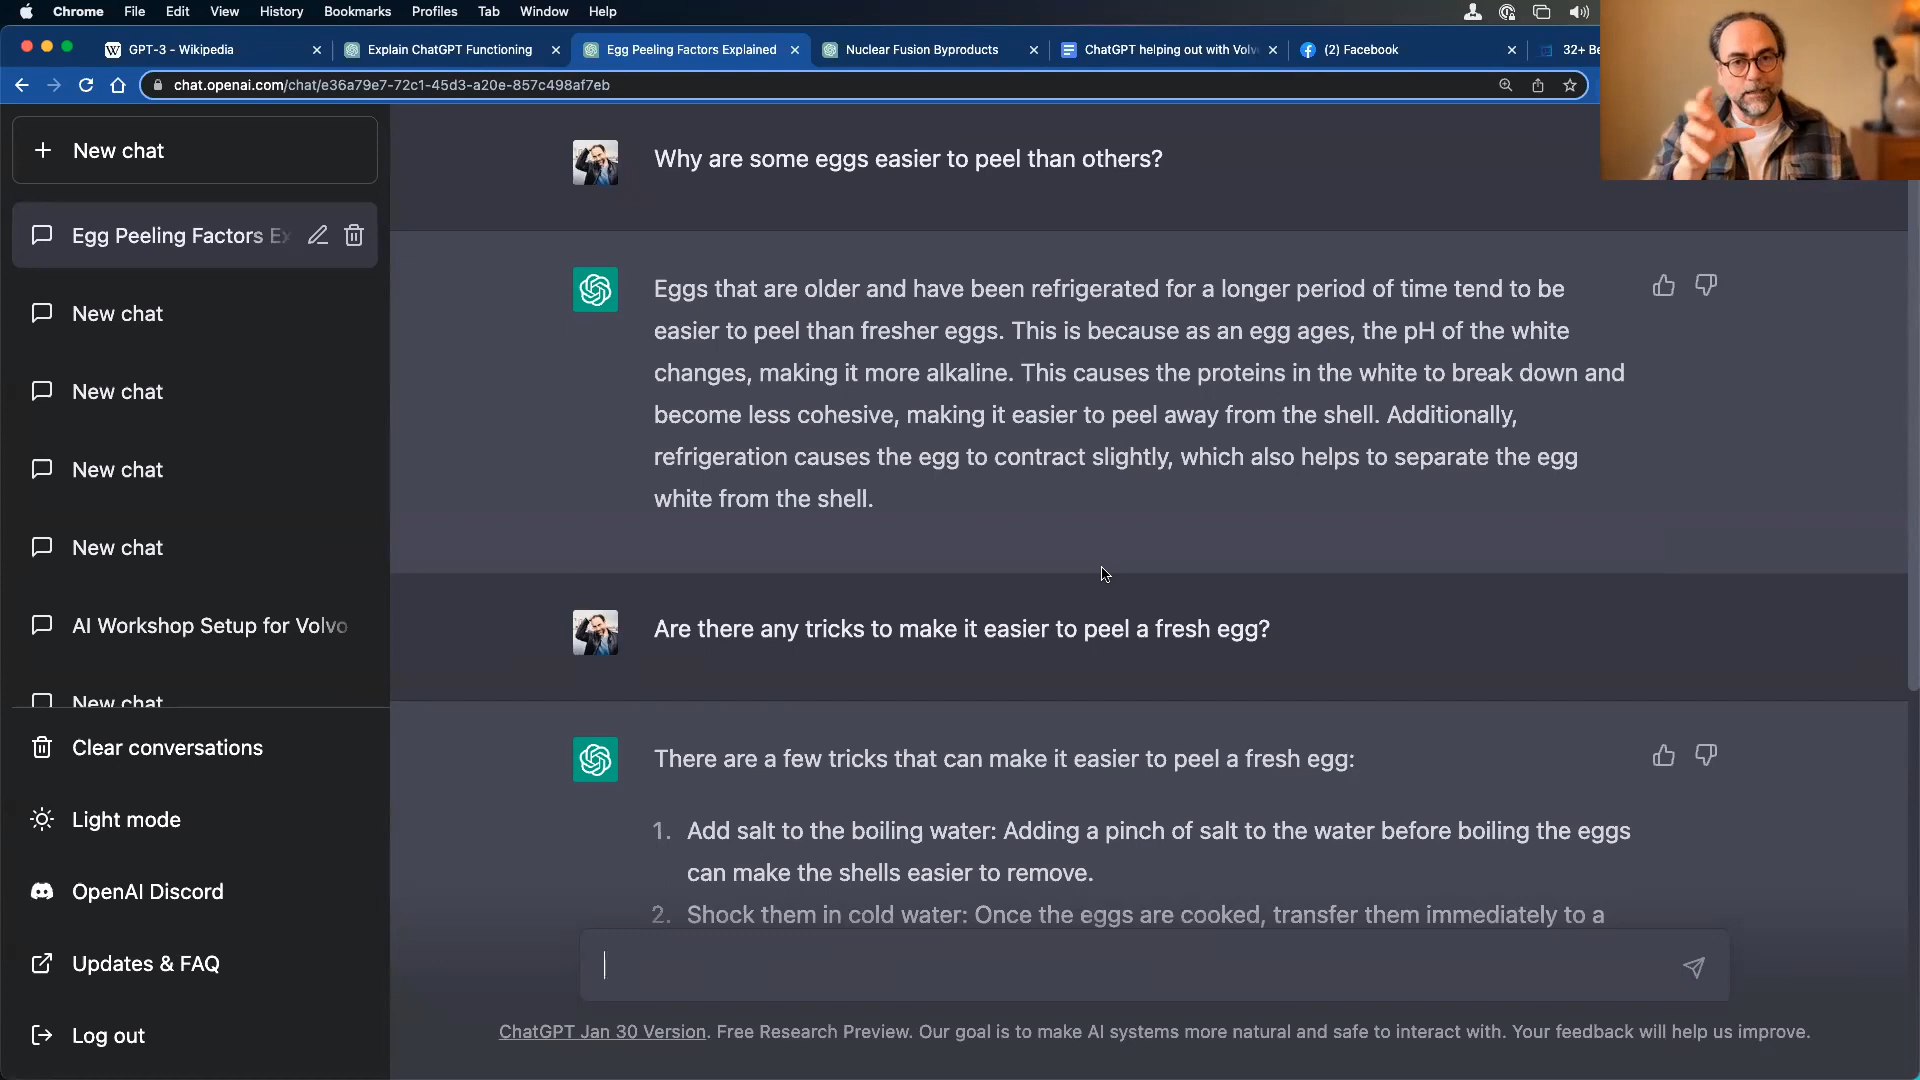 Chrome File Edit View History Bookmarks Profiles Tab Window Help
GPT-3 - Wikipedia
Explain ChatGPT Functioning
Egg Peeling Factors Explained
Nuclear Fusion Byproducts
ChatGPT helping out with Volv
(2) Facebook
32+ Be
chat.openai.com/chat/e36a79e7-72c1-45d3-a20e-857c498af7eb
New chat
Egg Peeling Factors Ex
New chat
New chat
New chat
New chat
AI Workshop Setup for Volvo
New chat
Clear conversations
Light mode
OpenAI Discord
Updates & FAQ
Log out
Why are some eggs easier to peel than others?
Eggs that are older and have been refrigerated for a longer period of time tend to be
easier to peel than fresher eggs. This is because as an egg ages, the pH of the white
changes, making it more alkaline. This causes the proteins in the white to break down and
become less cohesive, making it easier to peel away from the shell. Additionally,
refrigeration causes the egg to contract slightly, which also helps to separate the egg
white from the shell.
Are there any tricks to make it easier to peel a fresh egg?
There are a few tricks that can make it easier to peel a fresh egg:
1. Add salt to the boiling water: Adding a pinch of salt to the water before boiling the eggs
can make the shells easier to remove.
2. Shock them in cold water: Once the eggs are cooked, transfer them immediately to a
ChatGPT Jan 30 Version. Free Research Preview. Our goal is to make AI systems more natural and safe to interact with. Your feedback will help us improve.